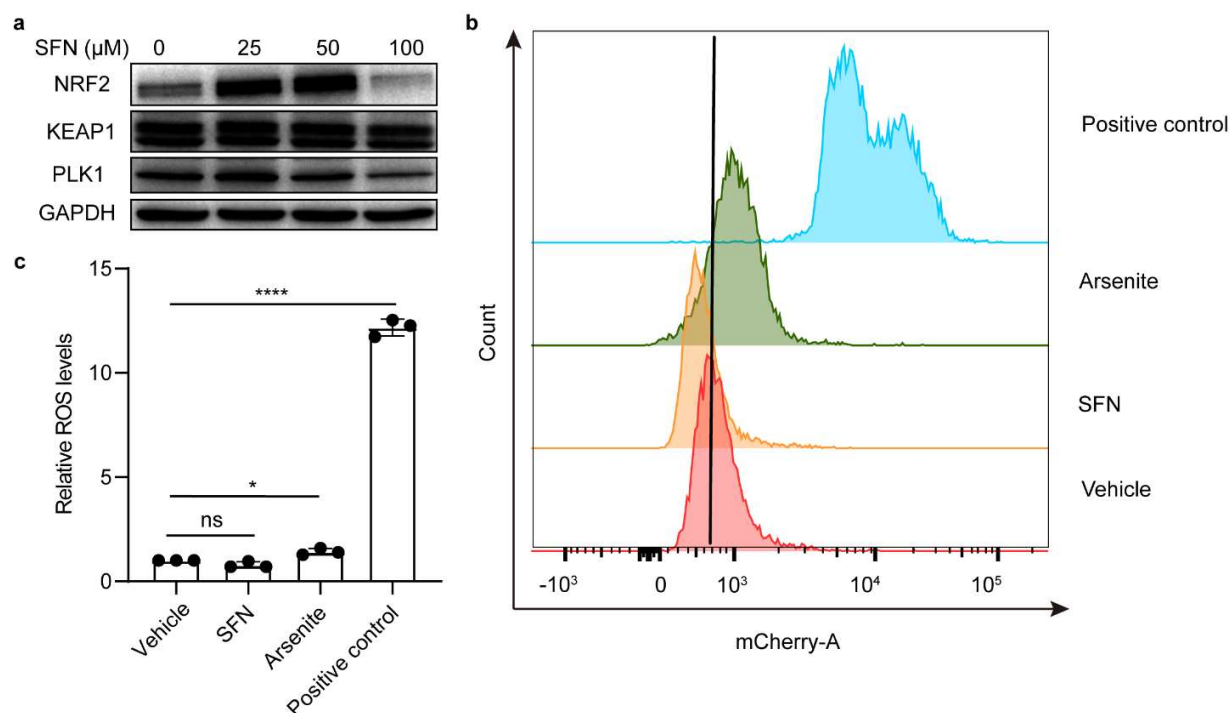 a
SFN (μM) 0 25 50 100
NRF2
KEAP1
PLK1
GAPDH
b
Positive control
Arsenite
SFN
Vehicle
Count
-10³ 0 10³ 10⁴ 10⁵
mCherry-A
c
15
10
5
0
Relative ROS levels
****
*
ns
Vehicle
SFN
Arsenite
Positive control